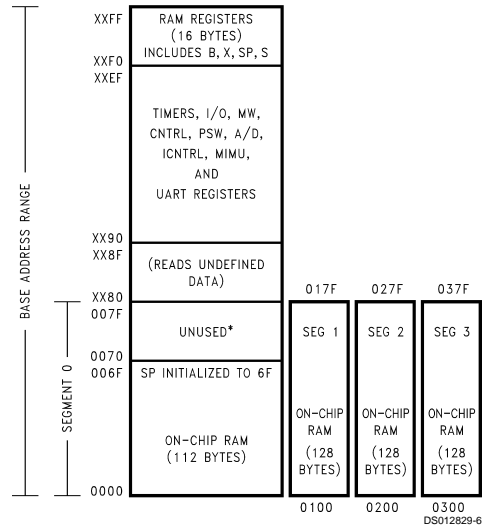 XXFF
RAM REGISTERS
(16 BYTES)
INCLUDES B, X, SP, S
XXF0
XXEF
TIMERS, I/O, MW,
CNTRL, PSW, A/D,
ICNTRL, MIMU,
AND
UART REGISTERS
BASE ADDRESS RANGE
XX90
XX8F
(READS UNDEFINED
DATA)
XX80
017F
027F
037F
007F
UNUSED*
SEG 1
SEG 2
SEG 3
0070
006F
SP INITIALIZED TO 6F
SEGMENT 0
ON-CHIP RAM
(112 BYTES)
ON-CHIP
RAM
(128
BYTES)
ON-CHIP
RAM
(128
BYTES)
ON-CHIP
RAM
(128
BYTES)
0000
0100
0200
0300
DS012829-6